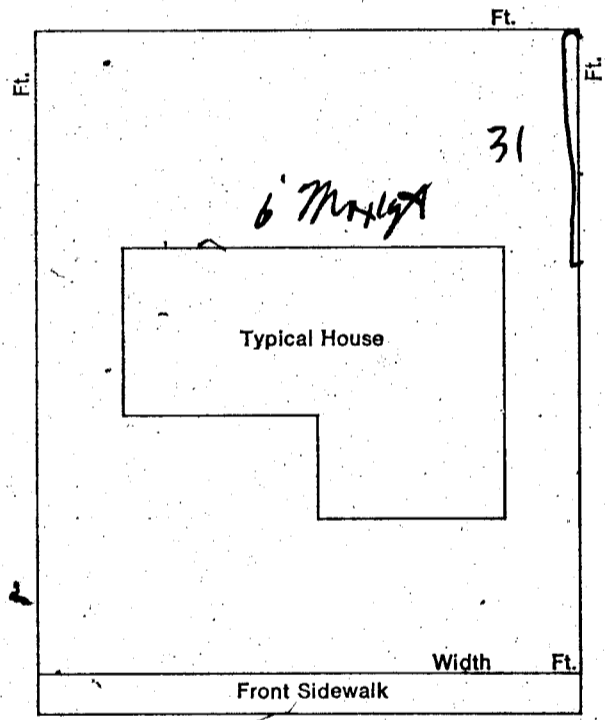 Ft.
Ft.
Ft.
31
6' Max hgt
Typical House
Width Ft.
Front Sidewalk